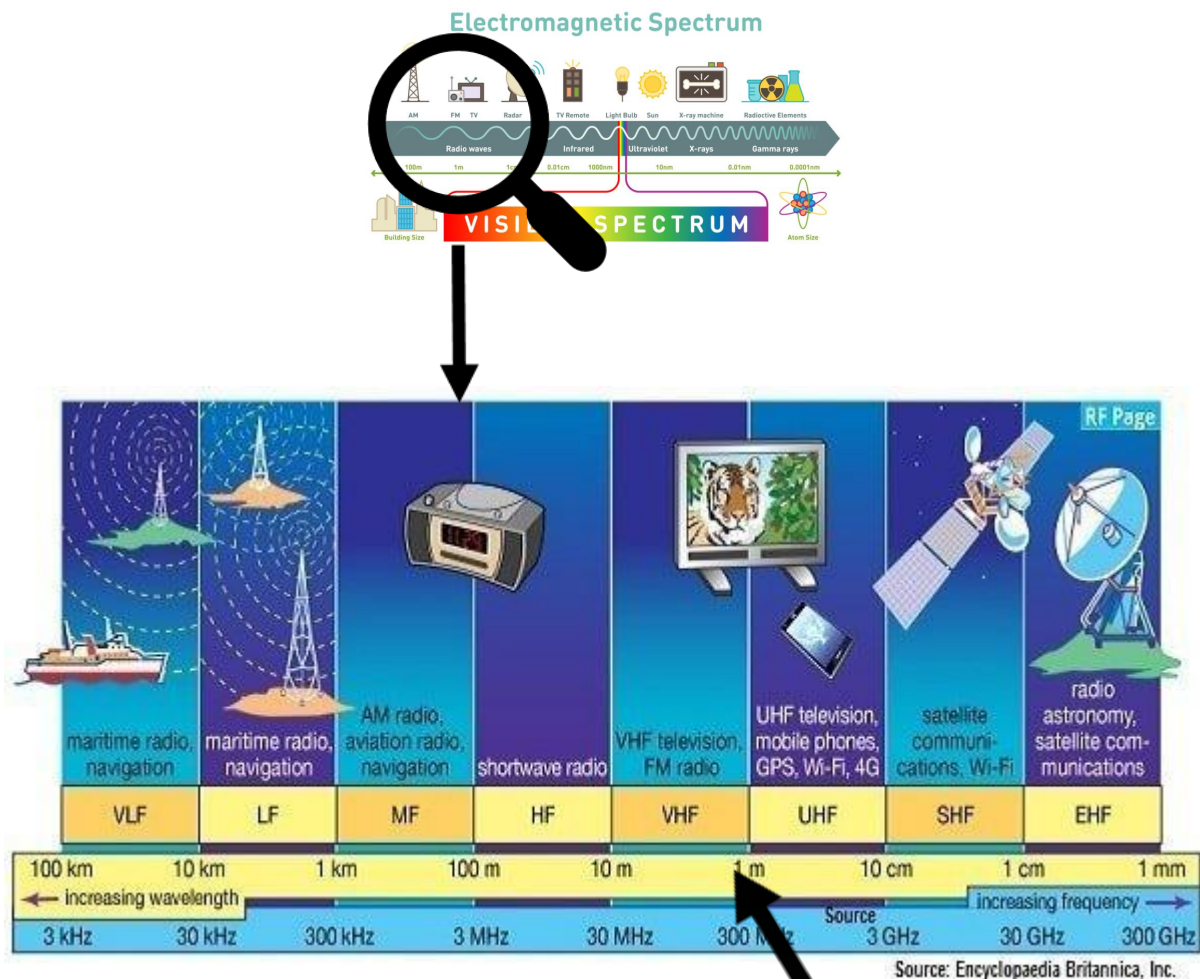 Electromagnetic Spectrum
AM FM TV Radar TV Remote Light Bulb Sun X-ray machine Radioctive Elements
Radio waves Infrared Ultraviolet X-rays Gamma rays
100m 1m 1c 0.01cm 1000nm 10nm 0.01nm 0.0001nm
VISI SPECTRUM
Building Size Atom Size
RF Page
11:29
maritime radio,
navigation
maritime radio,
navigation
AM radio,
aviation radio,
navigation
shortwave radio
VHF television,
FM radio
UHF television,
mobile phones,
GPS, Wi-Fi, 4G
satellite
communi-
cations, Wi-Fi
radio
astronomy,
satellite com-
munications
VLF LF MF HF VHF UHF SHF EHF
100 km 10 km 1 km 100 m 10 m 1 m 10 cm 1 cm 1 mm
increasing wavelength increasing frequency
Source
3 kHz 30 kHz 300 kHz 3 MHz 30 MHz 300 MHz 3 GHz 30 GHz 300 GHz
Source: Encyclopaedia Britannica, Inc.